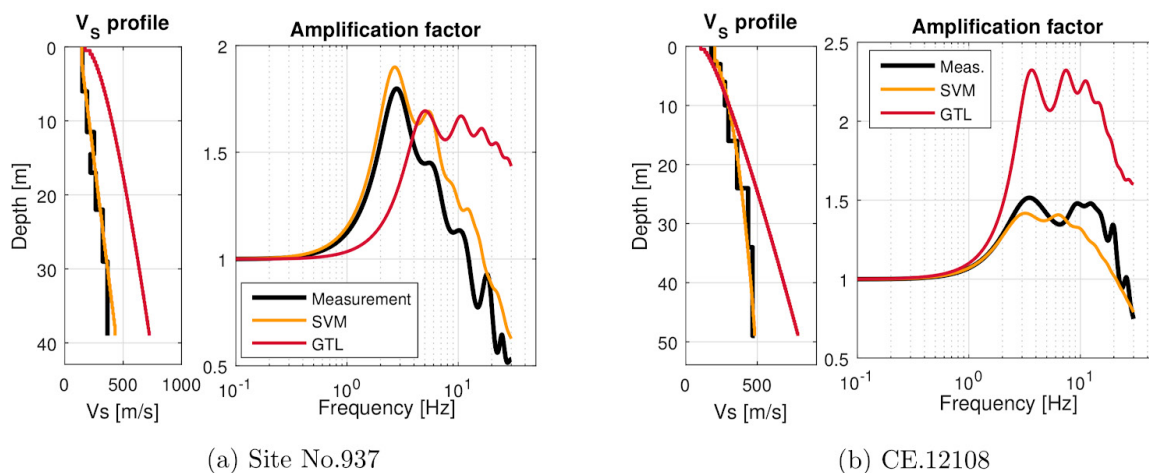 V_S profile
0
10
20
30
40
Depth [m]
0 500 1000
Vs [m/s]
Amplification factor
2
1.5
1
0.5
Measurement
SVM
GTL
10^-1 10^0 10^1
Frequency [Hz]
(a) Site No.937
V_S profile
0
10
20
30
40
50
Depth [m]
0 500
Vs [m/s]
Amplification factor
2.5
2
1.5
1
0.5
Meas.
SVM
GTL
10^-1 10^0 10^1
Frequency [Hz]
(b) CE.12108